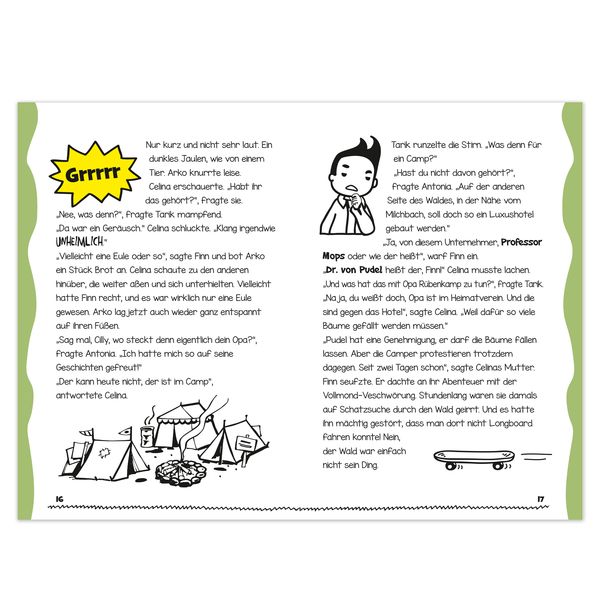 Grrrrr
Nur kurz und nicht sehr laut. Ein
dunkles Jaulen, wie von einem
Tier. Arko knurrte leise.
Celina erschauerte. „Habt ihr
das gehört?“, fragte sie.
„Nee, was denn?“, fragte Tarik mampfend.
„Da war ein Geräusch.“ Celina schluckte. „Klang irgendwie
UNHEIMLICH.“
„Vielleicht eine Eule oder so“, sagte Finn und bot Arko
ein Stück Brot an. Celina schaute zu den anderen
hinüber, die weiter aßen und sich unterhielten. Vielleicht
hatte Finn recht, und es war wirklich nur eine Eule
gewesen. Arko lag jetzt auch wieder ganz entspannt
auf ihren Füßen.
„Sag mal, Cilly, wo steckt denn eigentlich dein Opa?“,
fragte Antonia. „Ich hatte mich so auf seine
Geschichten gefreut!“
„Der kann heute nicht, der ist im Camp“,
antwortete Celina.
16
Tarik runzelte die Stirn. „Was denn für
ein Camp?“
„Hast du nicht davon gehört?“,
fragte Antonia. „Auf der anderen
Seite des Waldes, in der Nähe vom
Milchbach, soll doch so ein Luxushotel
gebaut werden.“
„Ja, von diesem Unternehmer, Professor
Mops oder wie der heißt“, warf Finn ein.
„Dr. von Pudel heißt der, Finn!“ Celina musste lachen.
„Und was hat das mit Opa Rübenkamp zu tun?“, fragte Tarik.
„Na ja, du weißt doch, Opa ist im Heimatverein. Und die
sind gegen das Hotel“, sagte Celina. „Weil dafür so viele
Bäume gefällt werden müssen.“
„Pudel hat eine Genehmigung, er darf die Bäume fällen
lassen. Aber die Camper protestieren trotzdem
dagegen. Seit zwei Tagen schon“, sagte Celinas Mutter.
Finn seufzte. Er dachte an ihr Abenteuer mit der
Vollmond-Veschwörung. Stundenlang waren sie damals
auf Schatzsuche durch den Wald geirrt. Und es hatte
ihn mächtig gestört, dass man dort nicht Longboard
fahren konnte! Nein,
der Wald war einfach
nicht sein Ding.
17